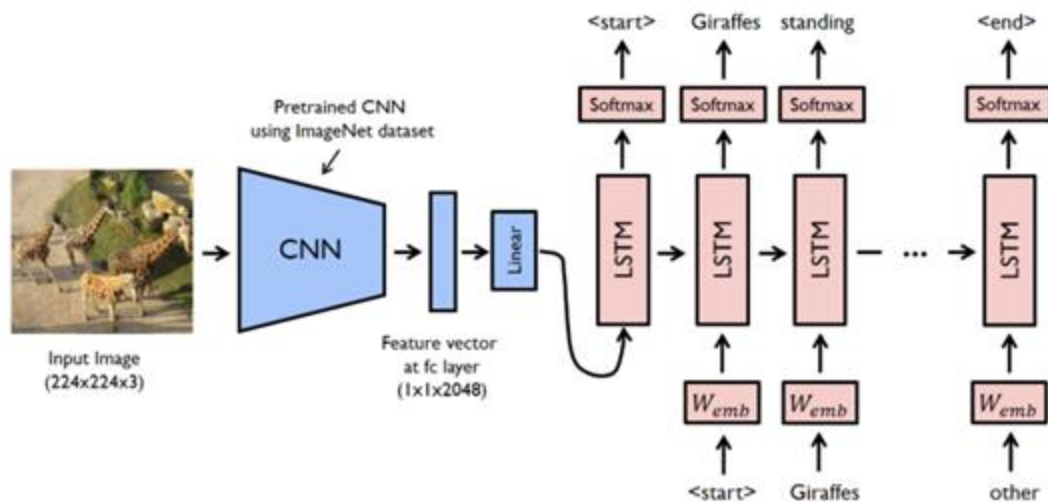 <start> Giraffes standing <end>
Softmax Softmax Softmax Softmax
Pretrained CNN
using ImageNet dataset
CNN
Linear
LSTM LSTM LSTM ... LSTM
Input Image
(224x224x3)
Feature vector
at fc layer
(1x1x2048)
W_emb W_emb W_emb
<start> Giraffes other